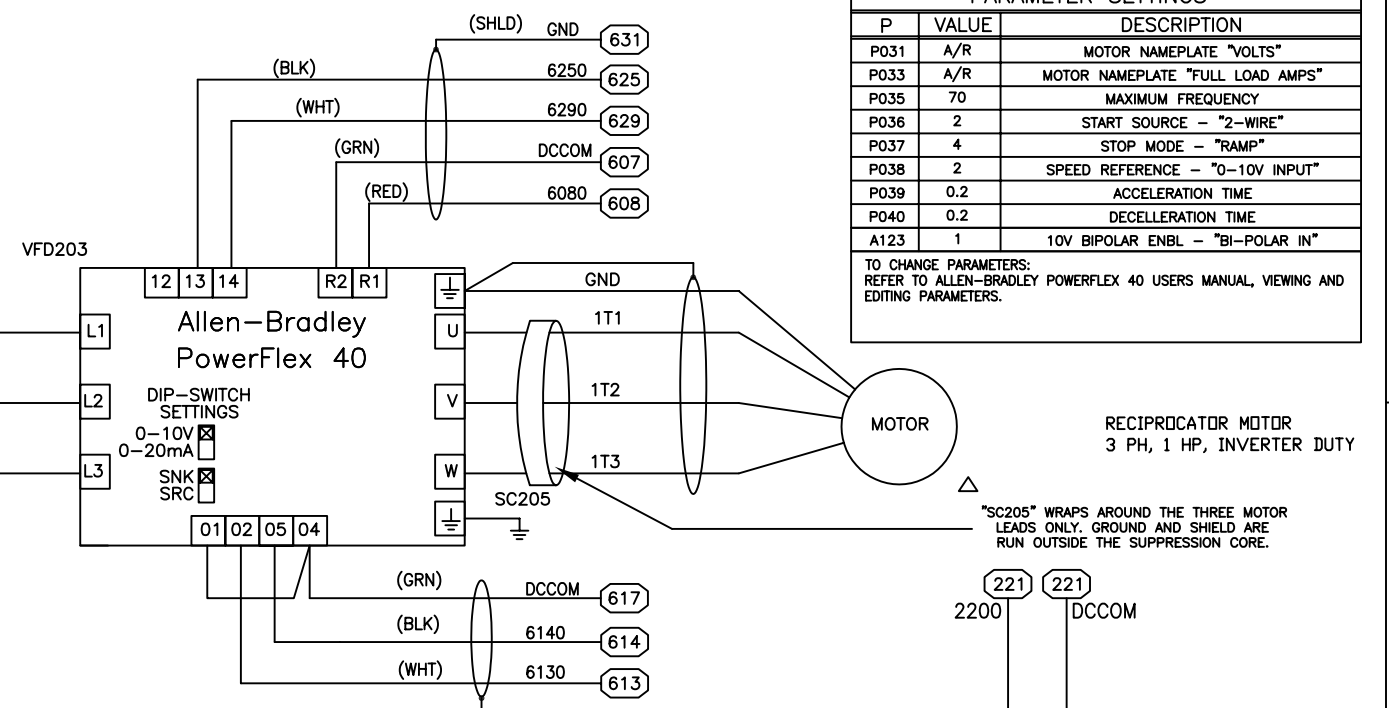 (SHLD) GND 631
(BLK) 6250 625
(WHT) 6290 629
(GRN) DCCOM 607
(RED) 6080 608
VFD203
12 13 14 R2 R1
Allen-Bradley
PowerFlex 40
L1
L2
L3
DIP-SWITCH
SETTINGS
0-10V
0-20mA
SNK
SRC
01 02 05 04
U
V
W
GND
1T1
1T2
1T3
SC205
MOTOR
(GRN) DCCOM 617
(BLK) 6140 614
(WHT) 6130 613
PARAMETER SETTINGS
P VALUE DESCRIPTION
P031 A/R MOTOR NAMEPLATE "VOLTS"
P033 A/R MOTOR NAMEPLATE "FULL LOAD AMPS"
P035 70 MAXIMUM FREQUENCY
P036 2 START SOURCE - "2-WIRE"
P037 4 STOP MODE - "RAMP"
P038 2 SPEED REFERENCE - "0-10V INPUT"
P039 0.2 ACCELERATION TIME
P040 0.2 DECELLERATION TIME
A123 1 10V BIPOLAR ENBL - "BI-POLAR IN"
TO CHANGE PARAMETERS:
REFER TO ALLEN-BRADLEY POWERFLEX 40 USERS MANUAL, VIEWING AND
EDITING PARAMETERS.
RECIPROCATOR MOTOR
3 PH, 1 HP, INVERTER DUTY
"SC205" WRAPS AROUND THE THREE MOTOR
LEADS ONLY. GROUND AND SHIELD ARE
RUN OUTSIDE THE SUPPRESSION CORE.
221 221
2200 DCCOM